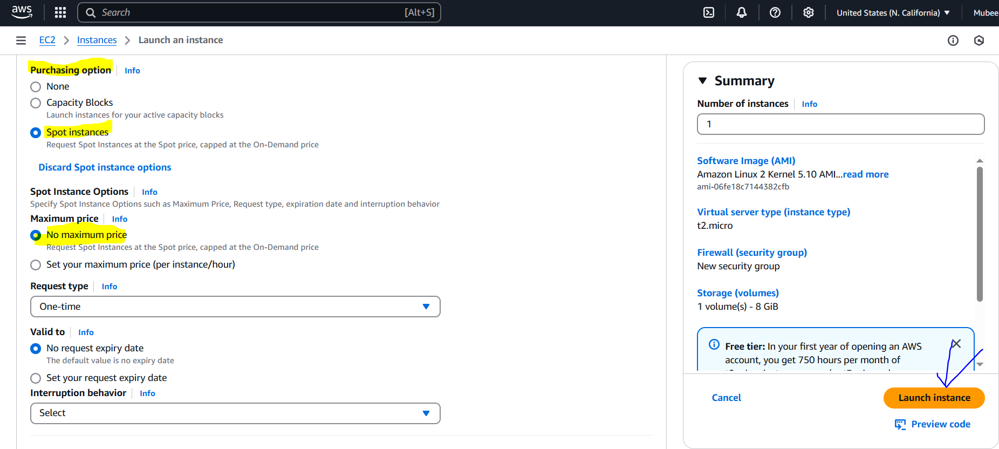 aws
Search [Alt+S]
United States (N. California)
EC2 Instances Launch an instance
Purchasing option Info
None
Capacity Blocks
Launch instances for your active capacity blocks
Spot instances
Request Spot Instances at the Spot price, capped at the On-Demand price
Discard Spot instance options
Spot Instance Options Info
Specify Spot Instance Options such as Maximum Price, Request type, expiration date and interruption behavior
Maximum price Info
No maximum price
Request Spot Instances at the Spot price, capped at the On-Demand price
Set your maximum price (per instance/hour)
Request type Info
One-time
Valid to Info
No request expiry date
The default value is no expiry date
Set your request expiry date
Interruption behavior Info
Select
Summary
Number of instances Info
1
Software Image (AMI)
Amazon Linux 2 Kernel 5.10 AMI...read more
ami-06fe18c7144382cfb
Virtual server type (instance type)
t2.micro
Firewall (security group)
New security group
Storage (volumes)
1 volume(s) - 8 GiB
Free tier: In your first year of opening an AWS
account, you get 750 hours per month of
Cancel
Launch instance
Preview code